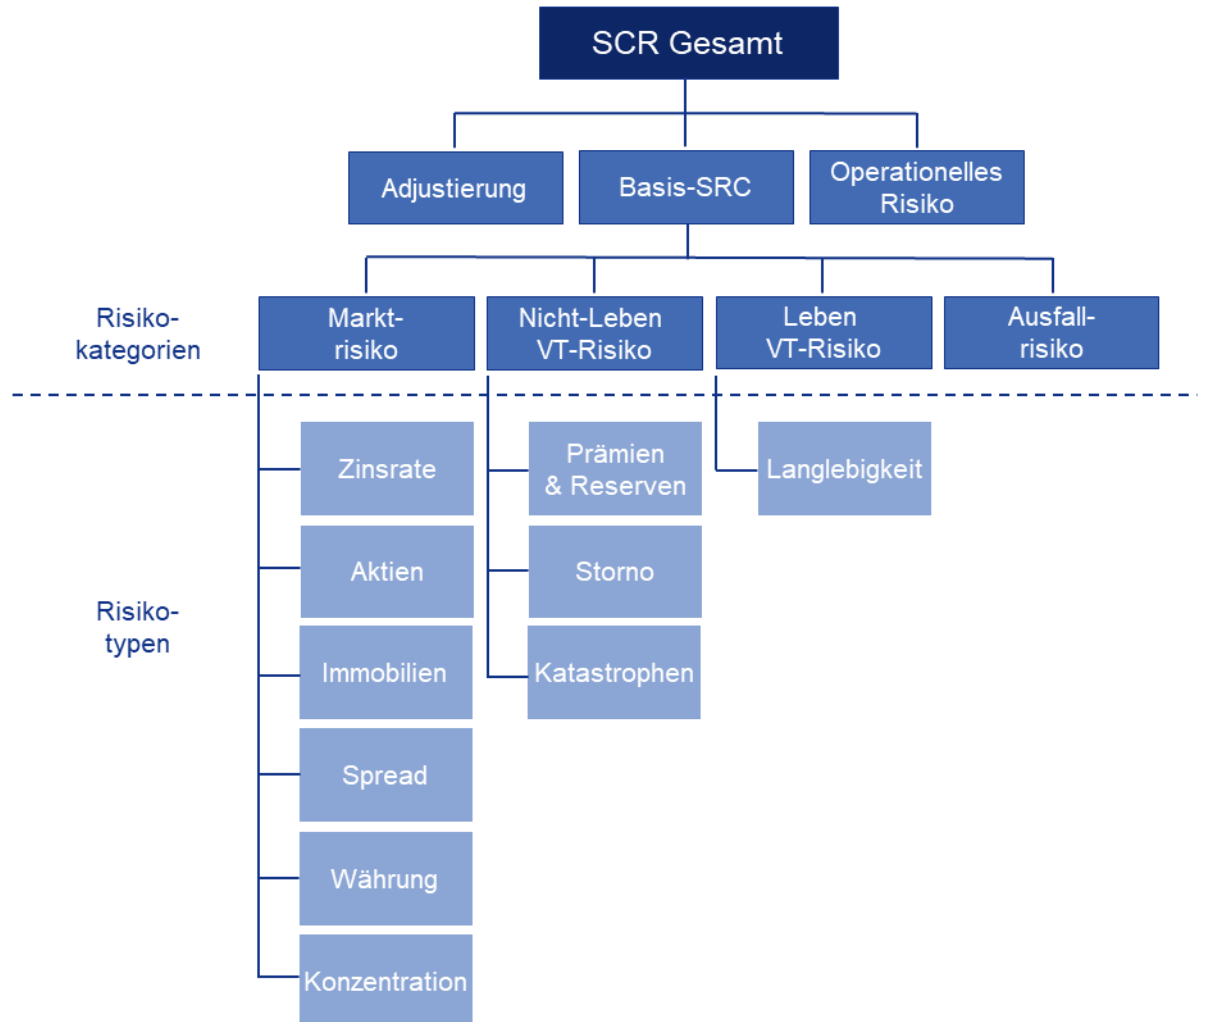 SCR Gesamt
Adjustierung
Basis-SRC
Operationelles
Risiko
Risiko-
kategorien
Markt-
risiko
Nicht-Leben
VT-Risiko
Leben
VT-Risiko
Ausfall-
risiko
Risiko-
typen
Zinsrate
Aktien
Immobilien
Spread
Währung
Konzentration
Prämien
& Reserven
Storno
Katastrophen
Langlebigkeit